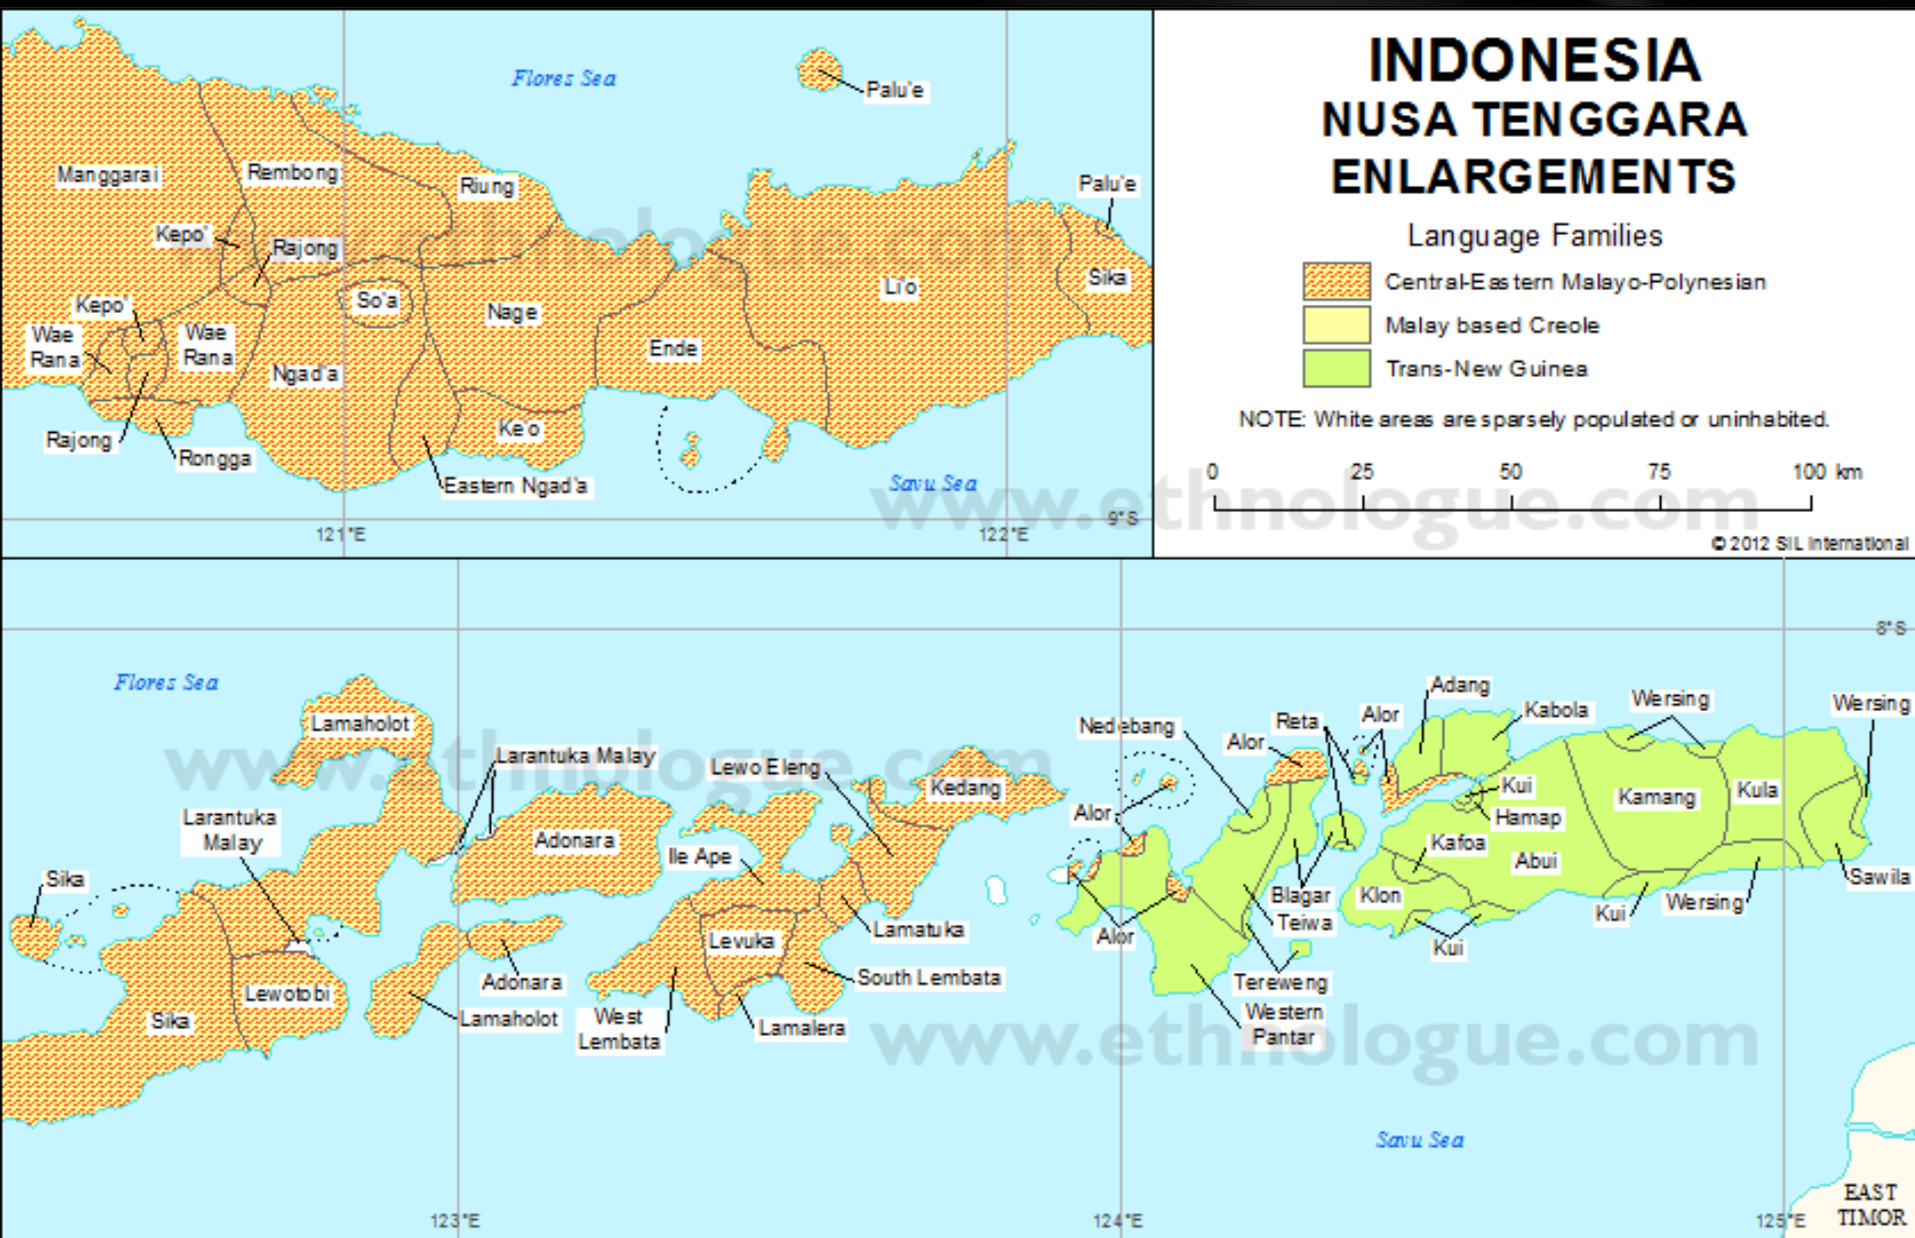 INDONESIA
NUSA TENGGARA
ENLARGEMENTS
Language Families
Central-Eastern Malayo-Polynesian
Malay based Creole
Trans-New Guinea
NOTE: White areas are sparsely populated or uninhabited.
0 25 50 75 100 km
© 2012 SIL International
Flores Sea
Palu'e
Manggarai
Rembong
Riung
Palu'e
Kepo'
Rajong
Sika
Kepo'
So'a
Nage
Li'o
Wae
Rana
Wae
Rana
Ngad'a
Ende
Rajong
Rongga
Ke'o
Eastern Ngad'a
Savu Sea
9°S
121°E
122°E
www.ethnologue.com
www.ethnologue.com
8°S
Flores Sea
Lamaholot
Larantuka Malay
Lewo Eleng
Kedang
Nedebang
Alor
Reta
Alor
Adang
Kabola
Wersing
Wersing
Larantuka
Malay
Adonara
Ile Ape
Alor
Kui
Hamap
Kamang
Kula
Kafoa
Abui
Sika
Blagar
Klon
Sawila
Teiwa
Kui
Wersing
Lamatuka
Levuka
Alor
Kui
Adonara
South Lembata
Tereweng
Lewotobi
Sika
Lamaholot
West
Lembata
Lamalera
Western
Pantar
www.ethnologue.com
www.ethnologue.com
Savu Sea
EAST
TIMOR
123°E
124°E
125°E